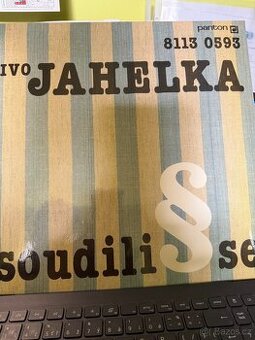 panton
8113 0593
IVO JAHELKA
soudili § se